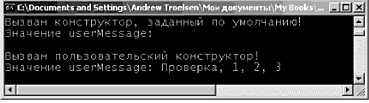 C:\Documents and Settings\Andrew Troelsen\Мои документы\My Books\...
Вызван конструктор, заданный по умолчанию!
Значение userMessage:
Вызван пользовательский конструктор!
Значение userMessage: Проверка, 1, 2, 3